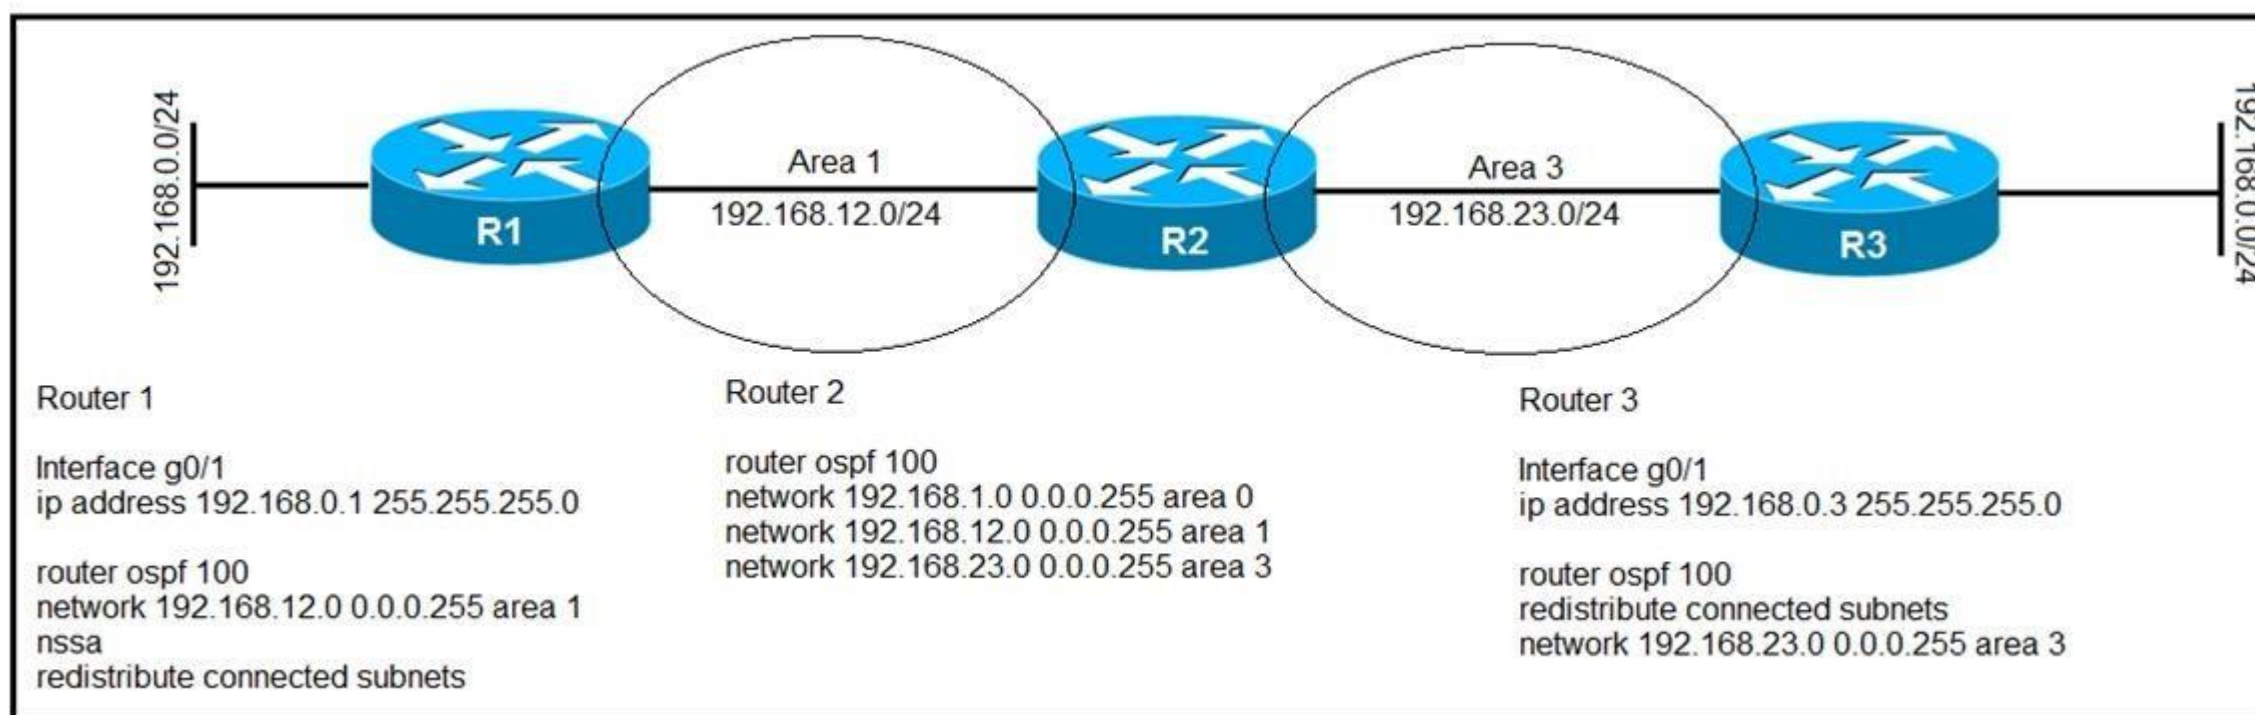 192.168.0.0/24
R1
Area 1
192.168.12.0/24
R2
Area 3
192.168.23.0/24
R3
192.168.0.0/24
Router 1
Interface g0/1
ip address 192.168.0.1 255.255.255.0
router ospf 100
network 192.168.12.0 0.0.0.255 area 1
nssa
redistribute connected subnets
Router 2
router ospf 100
network 192.168.1.0 0.0.0.255 area 0
network 192.168.12.0 0.0.0.255 area 1
network 192.168.23.0 0.0.0.255 area 3
Router 3
Interface g0/1
ip address 192.168.0.3 255.255.255.0
router ospf 100
redistribute connected subnets
network 192.168.23.0 0.0.0.255 area 3